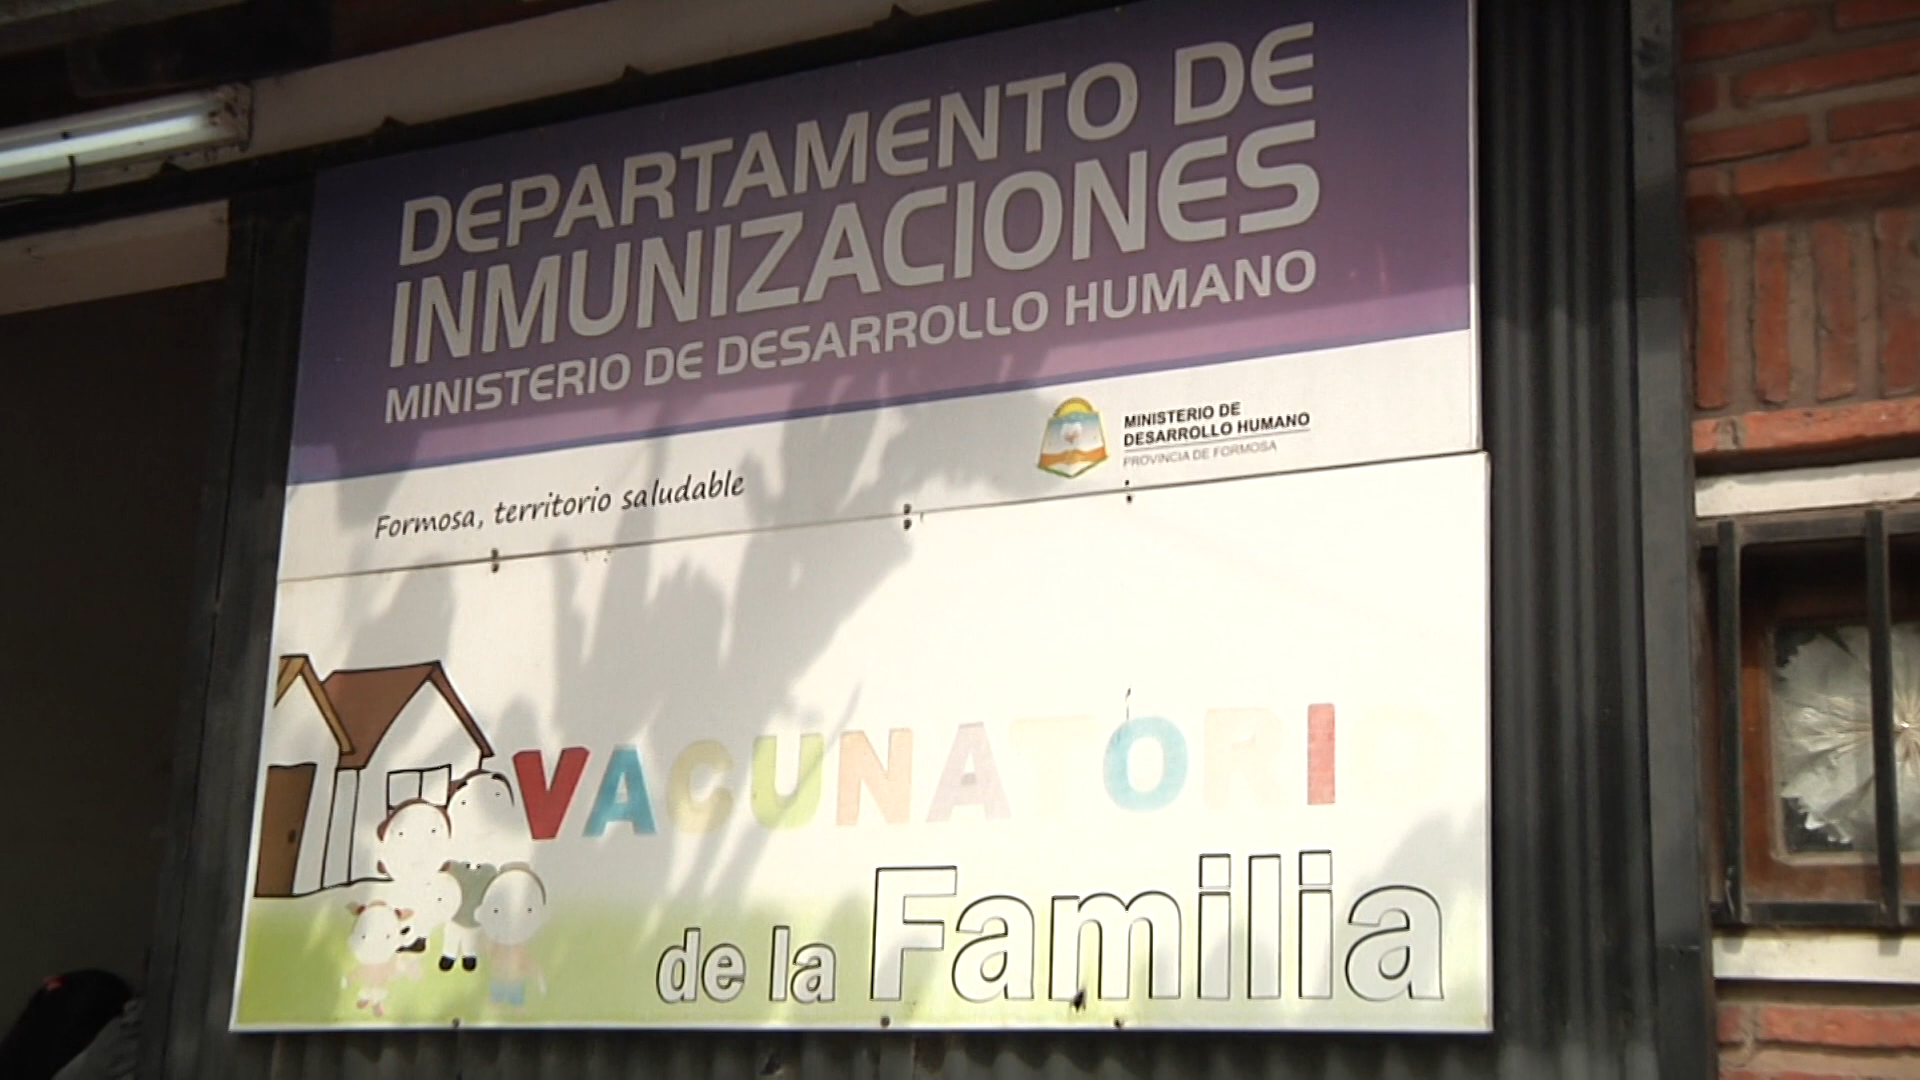 DEPARTAMENTO DE
INMUNIZACIONES
MINISTERIO DE DESARROLLO HUMANO
Formosa, territorio saludable
MINISTERIO DE
DESARROLLO HUMANO
PROVINCIA DE FORMOSA
VACUNATORIO
de la Familia